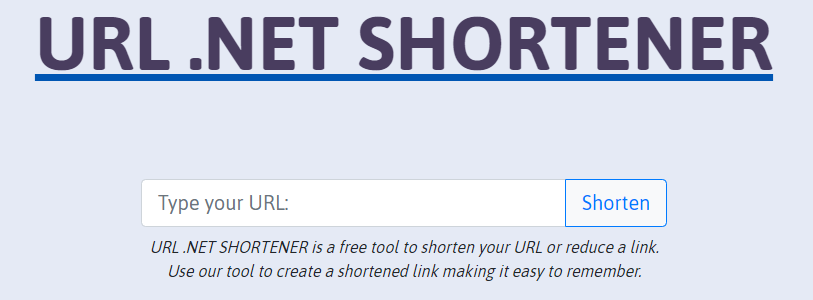 URL .NET SHORTENER
Type your URL:
Shorten
URL .NET SHORTENER is a free tool to shorten your URL or reduce a link.
Use our tool to create a shortened link making it easy to remember.